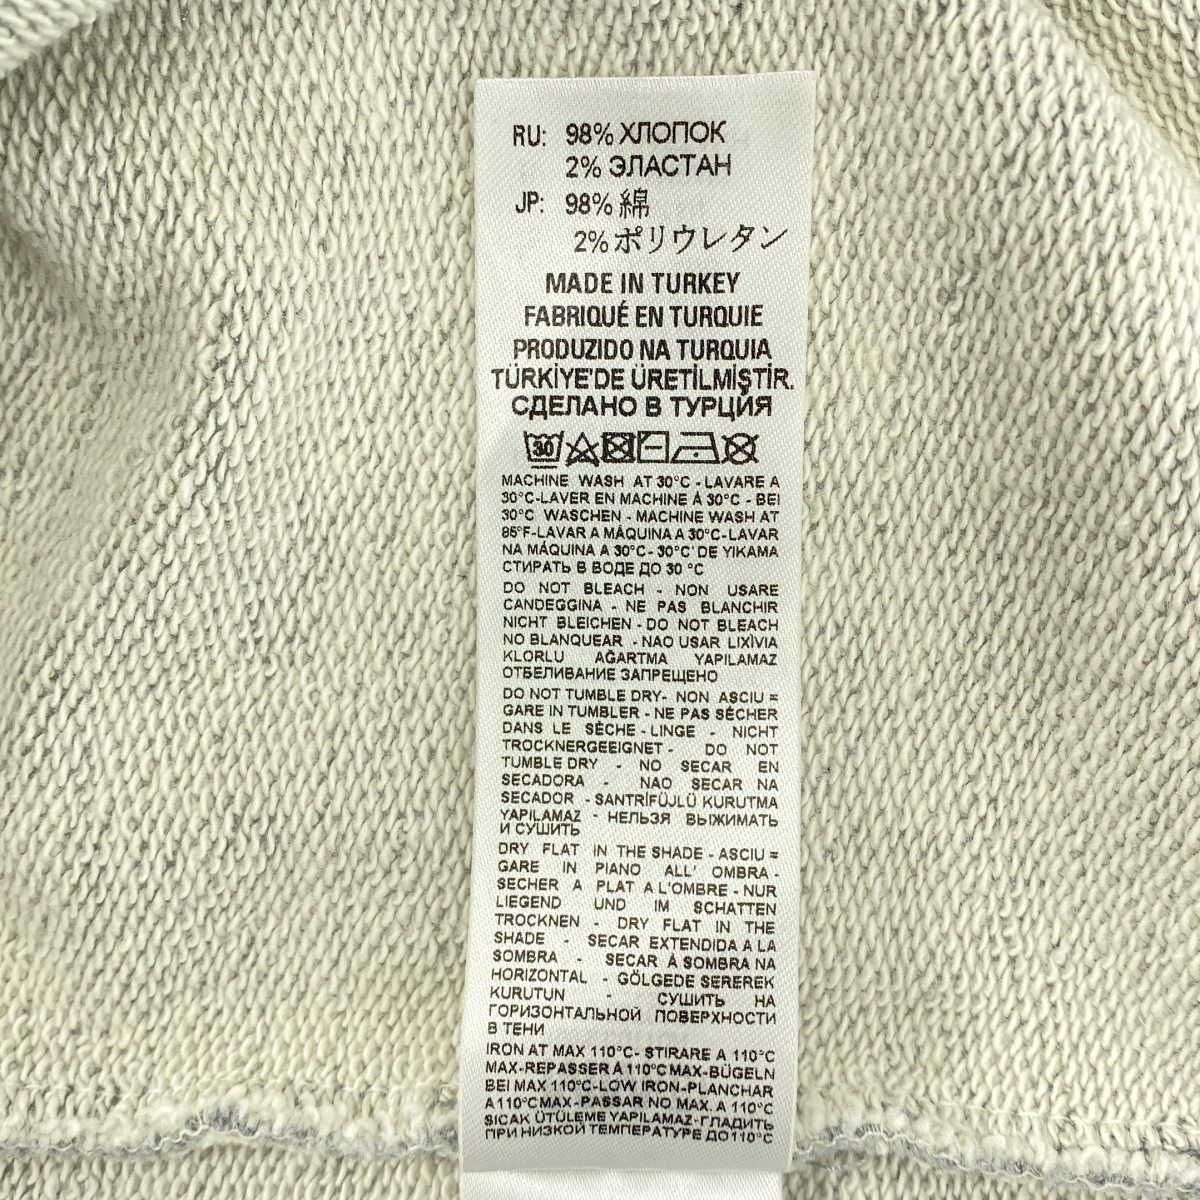 RU: 98% ХЛОПОК
2% ЭЛАСТАН
JP: 98% 綿
2% ポリウレタン
MADE IN TURKEY
FABRIQUÉ EN TURQUIE
PRODUZIDO NA TURQUIA
TÜRKİYE'DE ÜRETİLMİŞTİR.
СДЕЛАНО В ТУРЦИЯ
30
MACHINE WASH AT 30°C - LAVARE A
30°C-LAVER EN MACHINE Á 30°C - BEI
30°C WASCHEN - MACHINE WASH AT
85°F-LAVAR A MÁQUINA A 30°C-LAVAR
NA MÁQUINA A 30°C- 30°C' DE YIKAMA
СТИРАТЬ В ВОДЕ ДО 30 °C
DO NOT BLEACH - NON USARE
CANDEGGINA - NE PAS BLANCHIR
NICHT BLEICHEN - DO NOT BLEACH
NO BLANQUEAR - NAO USAR LIXÌVIA
KLORLU AĞARTMA YAPILAMAZ
ОТБЕЛИВАНИЕ ЗАПРЕЩЕНО
DO NOT TUMBLE DRY- NON ASCIU =
GARE IN TUMBLER - NE PAS SÉCHER
DANS LE SÈCHE - LINGE - NICHT
TROCKNERGEEIGNET - DO NOT
TUMBLE DRY - NO SECAR EN
SECADORA - NAO SECAR NA
SECADOR - SANTRİFÜJLÜ KURUTMA
YAPILAMAZ - НЕЛЬЗЯ ВЫЖИМАТЬ
И СУШИТЬ
DRY FLAT IN THE SHADE - ASCIU =
GARE IN PIANO ALL' OMBRA -
SECHER A PLAT A L'OMBRE - NUR
LIEGEND UND IM SCHATTEN
TROCKNEN - DRY FLAT IN THE
SHADE - SECAR EXTENDIDA A LA
SOMBRA - SECAR Á SOMBRA NA
HORIZONTAL - GÖLGEDE SEREREK
KURUTUN - СУШИТЬ НА
ГОРИЗОНТАЛЬНОЙ ПОВЕРХНОСТИ
В ТЕНИ
IRON AT MAX 110°C- STIRARE A 110°C
MAX-REPASSER Á 110°C MAX-BÜGELN
BEI MAX 110°C-LOW IRON-PLANCHAR
A 110°C MAX-PASSAR NO MAX. A 110°C
SICAK ÜTÜLEME YAPILAMAZ-ГЛАДИТЬ
ПРИ НИЗКОЙ ТЕМПЕРАТУРЕ ДО 110°C